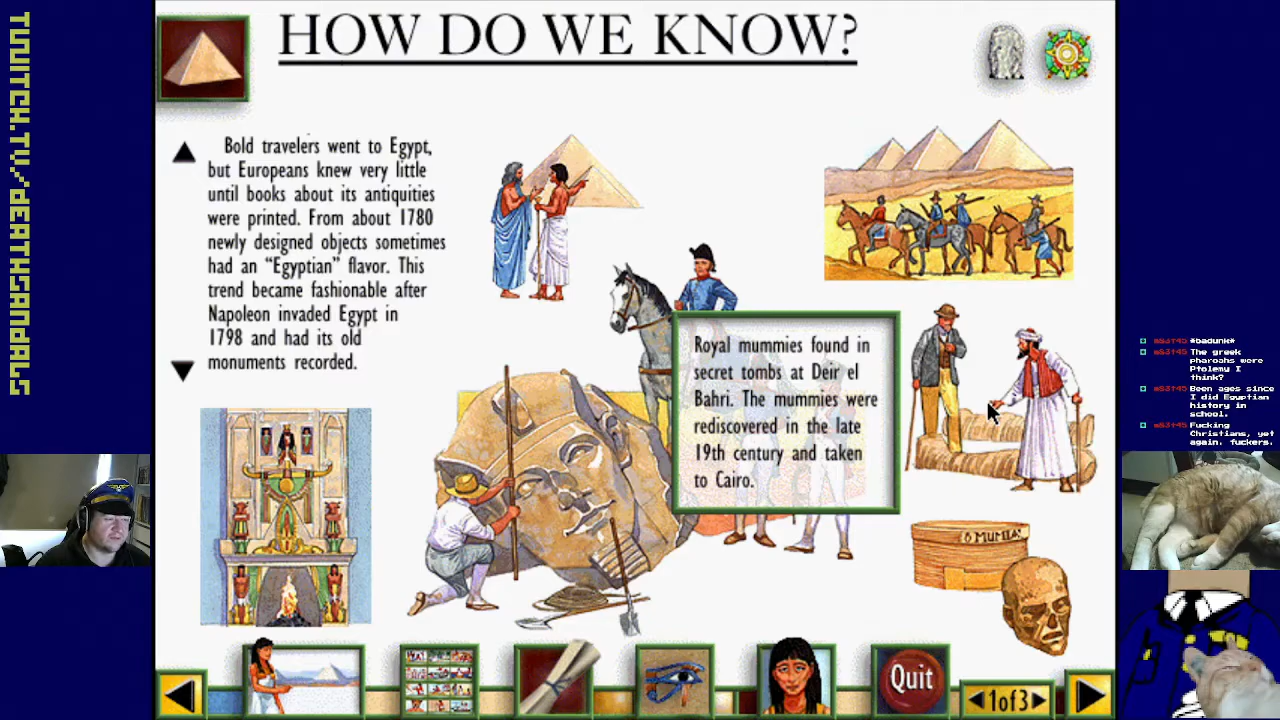 TWITCH.TV/DEATHSANDALS
HOW DO WE KNOW?
Bold travelers went to Egypt,
but Europeans knew very little
until books about its antiquities
were printed. From about 1780
newly designed objects sometimes
had an “Egyptian” flavor. This
trend became fashionable after
Napoleon invaded Egypt in
1798 and had its old
monuments recorded.
Royal mummies found in
secret tombs at Deir el
Bahri. The mummies were
rediscovered in the late
19th century and taken
to Cairo.
MUMIA
Quit
1of3
*badunk*
The greek
pharoahs were
Ptolemy I
think?
Been ages since
I did Egyptian
history in
school.
Fucking
Christians, yet
again, fuckers.